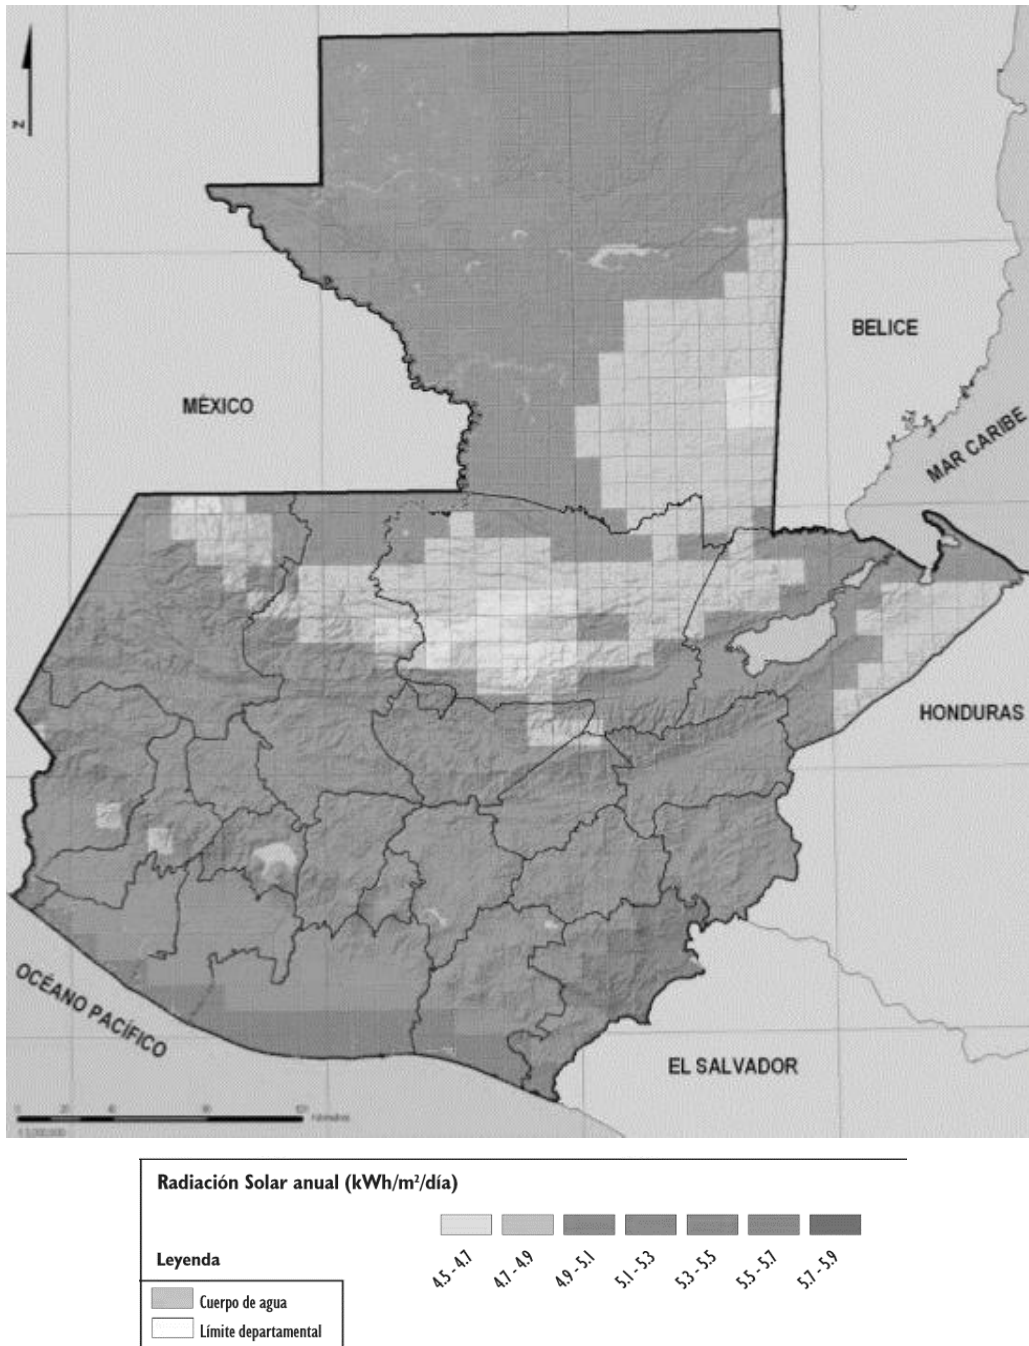 N
BELICE
MÉXICO
MAR CARIBE
HONDURAS
OCÉANO PACÍFICO
EL SALVADOR
Radiación Solar anual (kWh/m²/día)
4.5 - 4.7 4.7 - 4.9 4.9 - 5.1 5.1 - 5.3 5.3 - 5.5 5.5 - 5.7 5.7 - 5.9
Leyenda
Cuerpo de agua
Límite departamental